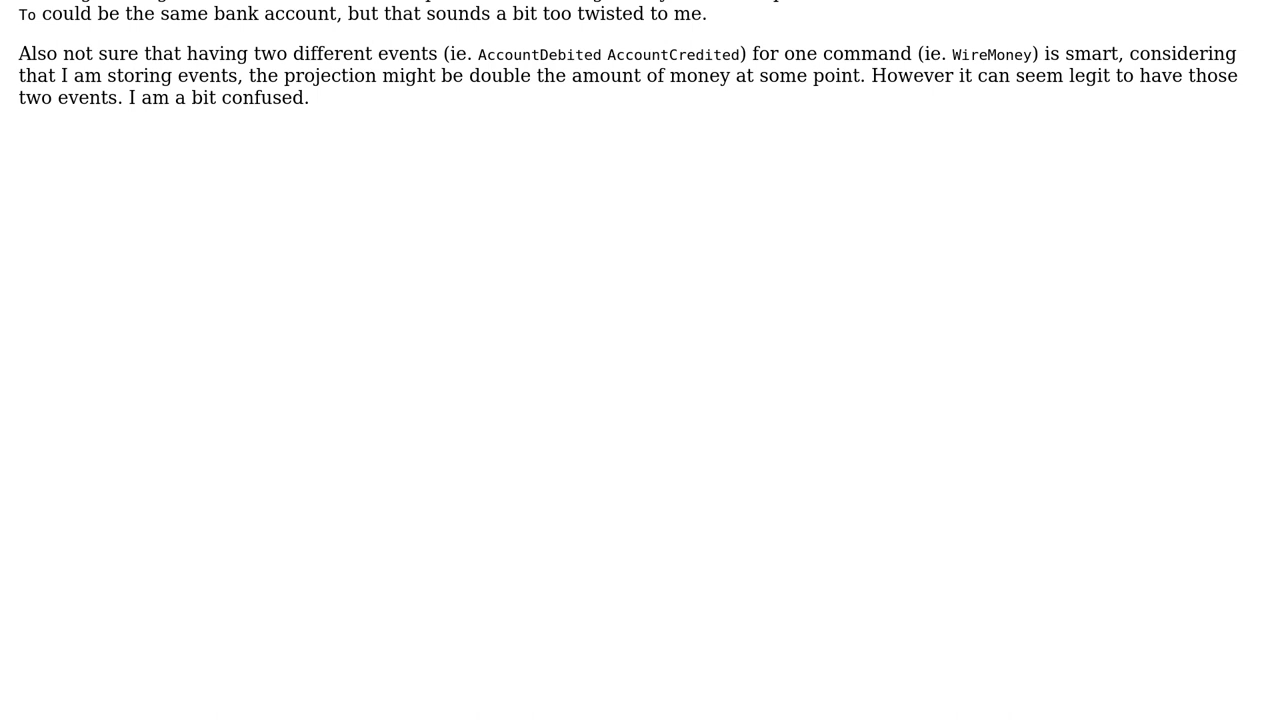 To could be the same bank account, but that sounds a bit too twisted to me.
Also not sure that having two different events (ie. AccountDebited AccountCredited) for one command (ie. WireMoney) is smart, considering
that I am storing events, the projection might be double the amount of money at some point. However it can seem legit to have those
two events. I am a bit confused.